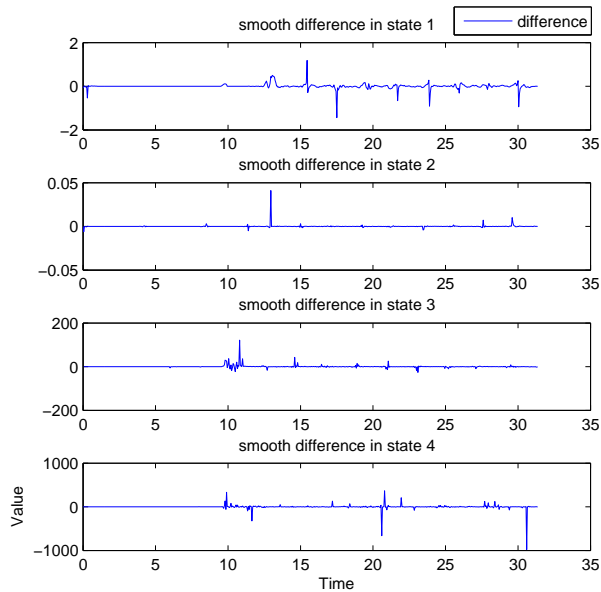 smooth difference in state 1
difference
2
0
−2
0 5 10 15 20 25 30 35
smooth difference in state 2
0.05
0
−0.05
0 5 10 15 20 25 30 35
smooth difference in state 3
200
0
−200
0 5 10 15 20 25 30 35
smooth difference in state 4
1000
0
−1000
Value
0 5 10 15 20 25 30 35
Time